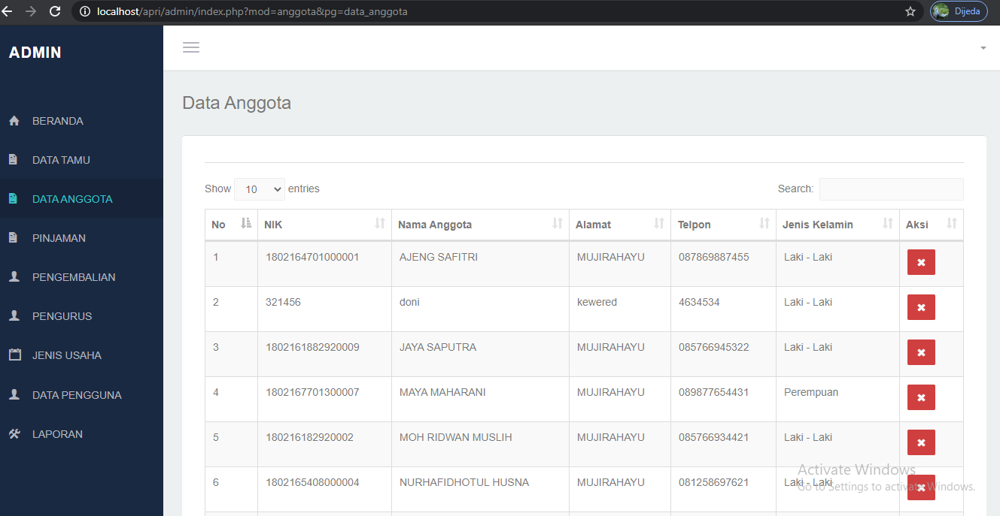 localhost/apri/admin/index.php?mod=anggota&pg=data_anggota
Dijeda
ADMIN
BERANDA
DATA TAMU
DATA ANGGOTA
PINJAMAN
PENGEMBALIAN
PENGURUS
JENIS USAHA
DATA PENGGUNA
LAPORAN
Data Anggota
Show 10 entries Search:
No NIK Nama Anggota Alamat Telpon Jenis Kelamin Aksi
1 1802164701000001 AJENG SAFITRI MUJIRAHAYU 087869887455 Laki - Laki
2 321456 doni kewered 4634534 Laki - Laki
3 1802161882920009 JAYA SAPUTRA MUJIRAHAYU 085766945322 Laki - Laki
4 1802167701300007 MAYA MAHARANI MUJIRAHAYU 089877654431 Perempuan
5 180216182920002 MOH RIDWAN MUSLIH MUJIRAHAYU 085766934421 Laki - Laki
6 1802165408000004 NURHAFIDHOTUL HUSNA MUJIRAHAYU 081258697621 Laki - Laki
Activate Windows
Go to Settings to activate Windows.